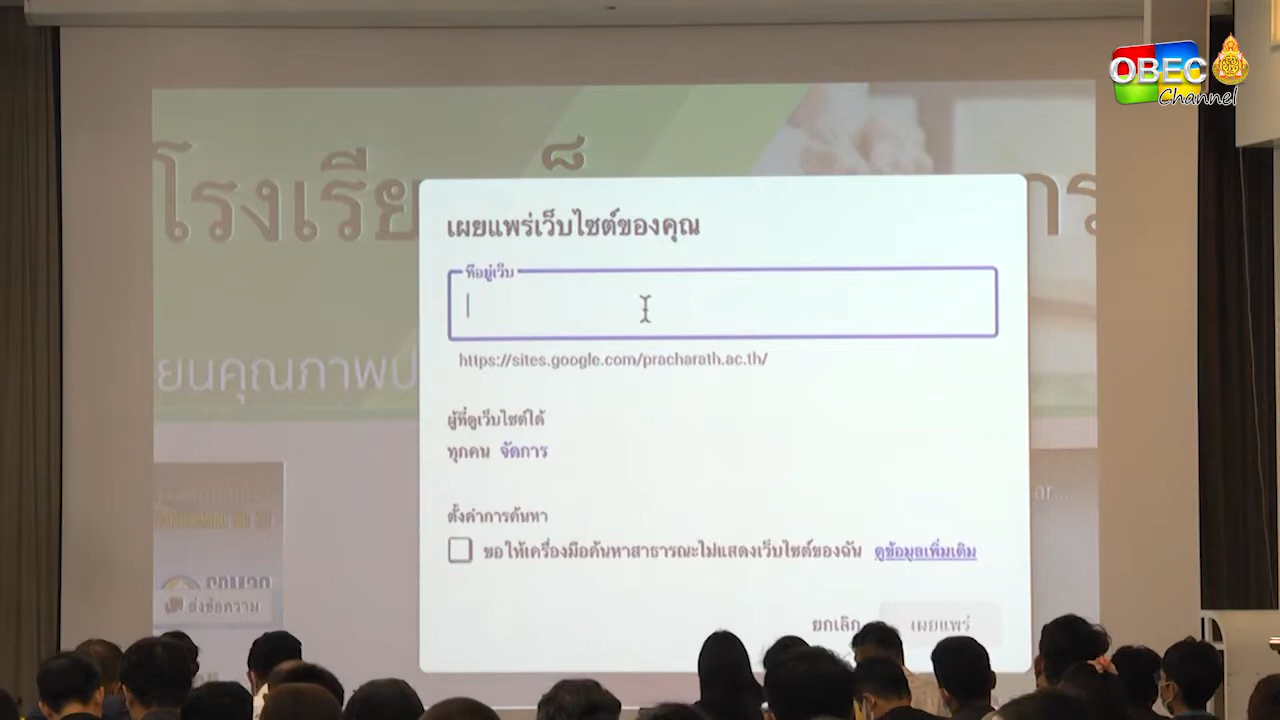 OBEC
Channel
โรงเรีย
ยนคุณภาพป
เผยแพร่เว็บไซต์ของคุณ
ที่อยู่เว็บ
https://sites.google.com/pracharath.ac.th/
ผู้ที่ดูเว็บไซต์ได้
ทุกคน จัดการ
ตั้งค่าการค้นหา
ขอให้เครื่องมือค้นหาสาธารณะไม่แสดงเว็บไซต์ของฉัน ดูข้อมูลเพิ่มเติม
ar...
ส่งข้อความ
ยกเลิก เผยแพร่